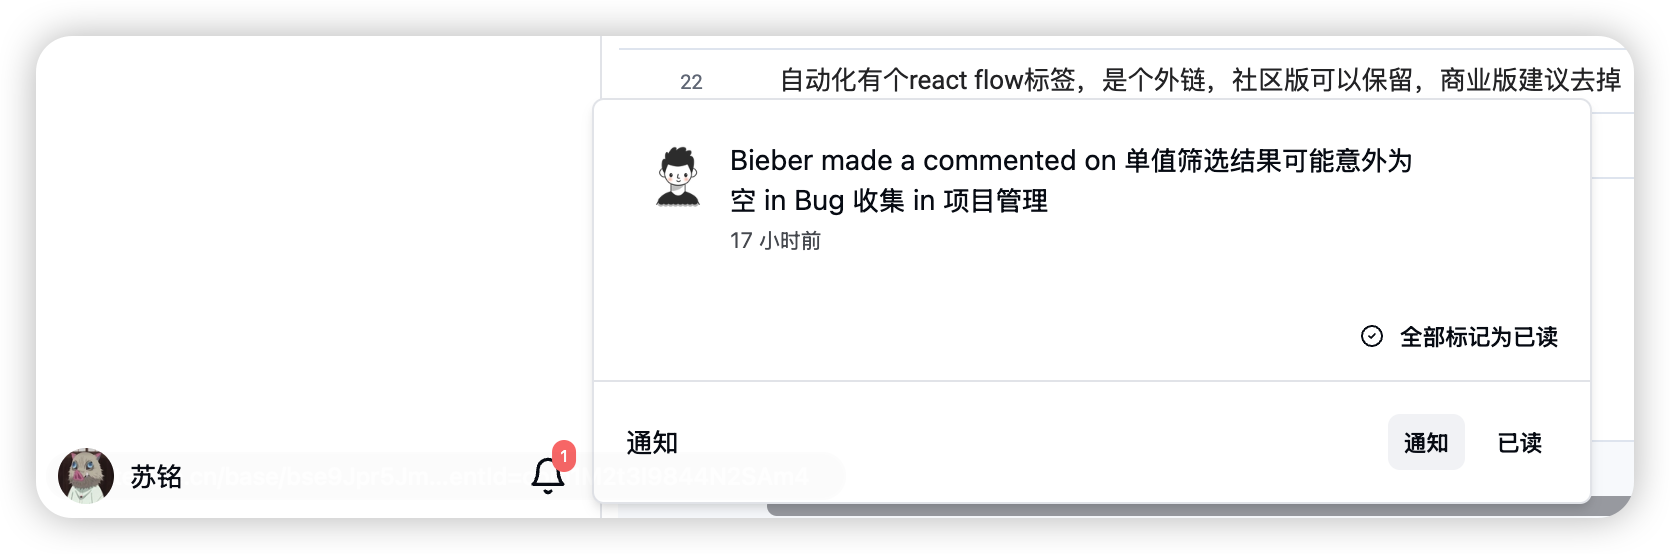 22 自动化有个react flow标签，是个外链，社区版可以保留，商业版建议去掉
Bieber made a commented on 单值筛选结果可能意外为
空 in Bug 收集 in 项目管理
17 小时前
全部标记为已读
通知
通知 已读
苏铭
1